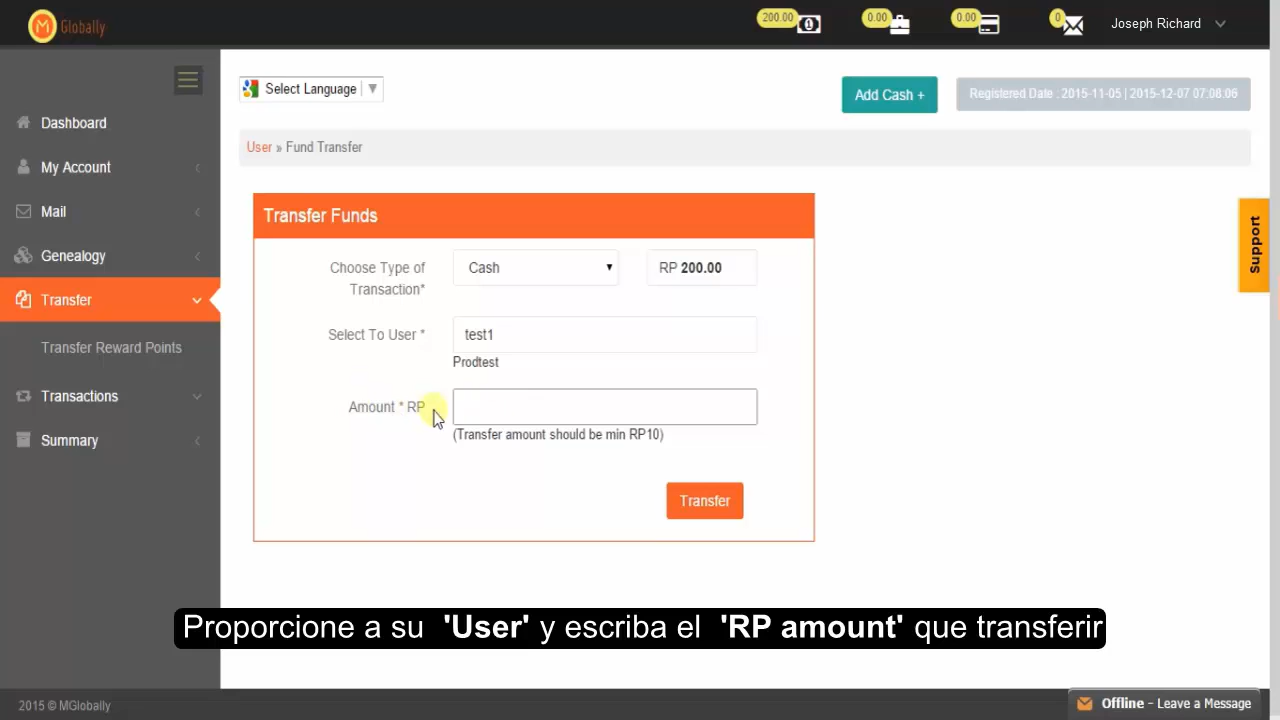 M Globally
200.00
0.00
0.00
0
Joseph Richard
Select Language
Add Cash +
Registered Date : 2015-11-05 | 2015-12-07 07:08:06
Dashboard
My Account
Mail
Genealogy
Transfer
Transfer Reward Points
Transactions
Summary
User » Fund Transfer
Transfer Funds
Choose Type of
Transaction*
Cash
RP 200.00
Select To User *
test1
Prodtest
Amount * RP
(Transfer amount should be min RP10)
Transfer
Support
Proporcione a su 'User' y escriba el 'RP amount' que transferir
2015 © MGlobally
Offline - Leave a Message